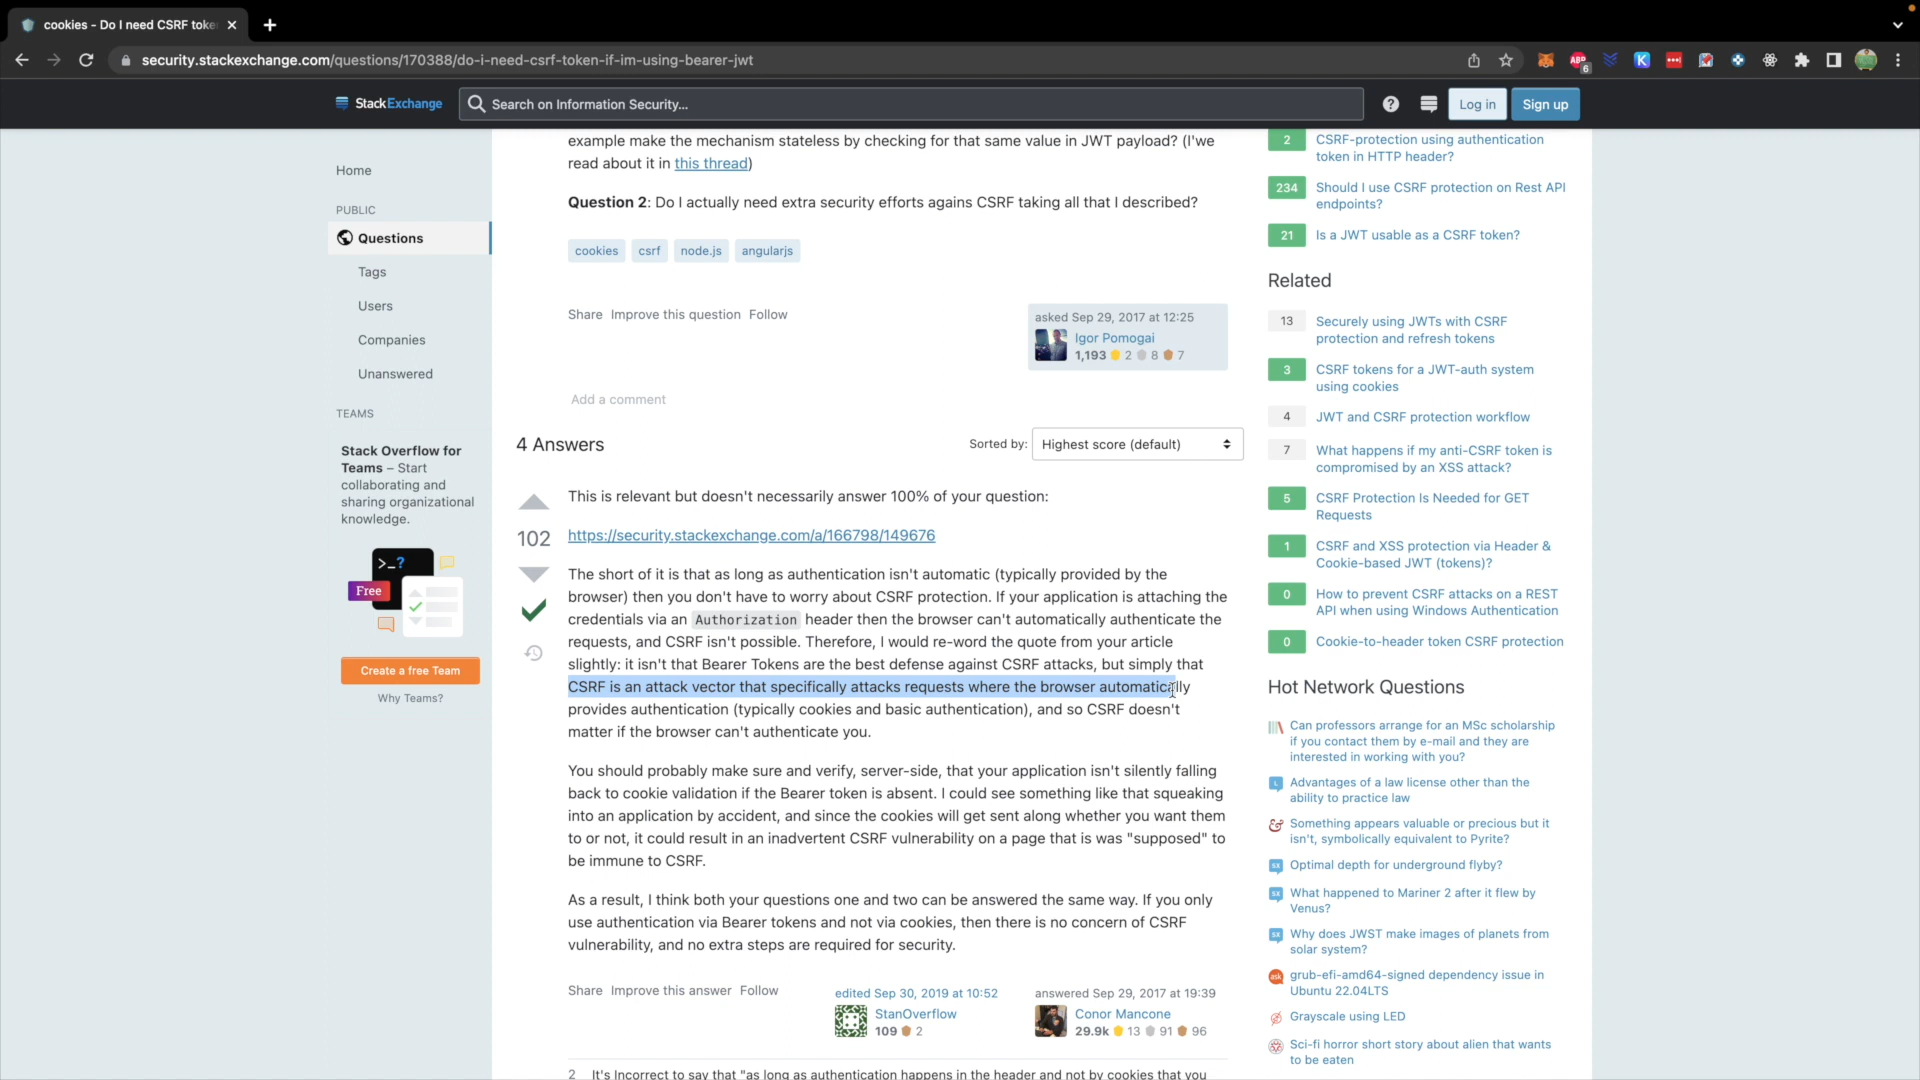 cookies - Do I need CSRF toke
security.stackexchange.com/questions/170388/do-i-need-csrf-token-if-im-using-bearer-jwt
ABP
6
K
StackExchange
Search on Information Security...
Log in
Sign up
Home
PUBLIC
Questions
Tags
Users
Companies
Unanswered
TEAMS
Stack Overflow for
Teams – Start
collaborating and
sharing organizational
knowledge.
>_?
Free
Create a free Team
Why Teams?
example make the mechanism stateless by checking for that same value in JWT payload? (I've
read about it in this thread)
Question 2: Do I actually need extra security efforts agains CSRF taking all that I described?
cookies csrf node.js angularjs
Share Improve this question Follow
asked Sep 29, 2017 at 12:25
Igor Pomogai
1,193 2 8 7
Add a comment
4 Answers
Sorted by: Highest score (default)
This is relevant but doesn't necessarily answer 100% of your question:
102
https://security.stackexchange.com/a/166798/149676
The short of it is that as long as authentication isn't automatic (typically provided by the
browser) then you don't have to worry about CSRF protection. If your application is attaching the
credentials via an Authorization header then the browser can't automatically authenticate the
requests, and CSRF isn't possible. Therefore, I would re-word the quote from your article
slightly: it isn't that Bearer Tokens are the best defense against CSRF attacks, but simply that
CSRF is an attack vector that specifically attacks requests where the browser automatically
provides authentication (typically cookies and basic authentication), and so CSRF doesn't
matter if the browser can't authenticate you.
You should probably make sure and verify, server-side, that your application isn't silently falling
back to cookie validation if the Bearer token is absent. I could see something like that squeaking
into an application by accident, and since the cookies will get sent along whether you want them
to or not, it could result in an inadvertent CSRF vulnerability on a page that is was "supposed" to
be immune to CSRF.
As a result, I think both your questions one and two can be answered the same way. If you only
use authentication via Bearer tokens and not via cookies, then there is no concern of CSRF
vulnerability, and no extra steps are required for security.
Share Improve this answer Follow
edited Sep 30, 2019 at 10:52
StanOverflow
109 2
answered Sep 29, 2017 at 19:39
Conor Mancone
29.9k 13 91 96
2 It's Incorrect to say that "as long as authentication happens in the header and not by cookies that you
2 CSRF-protection using authentication
token in HTTP header?
234 Should I use CSRF protection on Rest API
endpoints?
21 Is a JWT usable as a CSRF token?
Related
13 Securely using JWTs with CSRF
protection and refresh tokens
3 CSRF tokens for a JWT-auth system
using cookies
4 JWT and CSRF protection workflow
7 What happens if my anti-CSRF token is
compromised by an XSS attack?
5 CSRF Protection Is Needed for GET
Requests
1 CSRF and XSS protection via Header &
Cookie-based JWT (tokens)?
0 How to prevent CSRF attacks on a REST
API when using Windows Authentication
0 Cookie-to-header token CSRF protection
Hot Network Questions
Can professors arrange for an MSc scholarship
if you contact them by e-mail and they are
interested in working with you?
Advantages of a law license other than the
ability to practice law
Something appears valuable or precious but it
isn't, symbolically equivalent to Pyrite?
Optimal depth for underground flyby?
What happened to Mariner 2 after it flew by
Venus?
Why does JWST make images of planets from
solar system?
grub-efi-amd64-signed dependency issue in
Ubuntu 22.04LTS
Grayscale using LED
Sci-fi horror short story about alien that wants
to be eaten